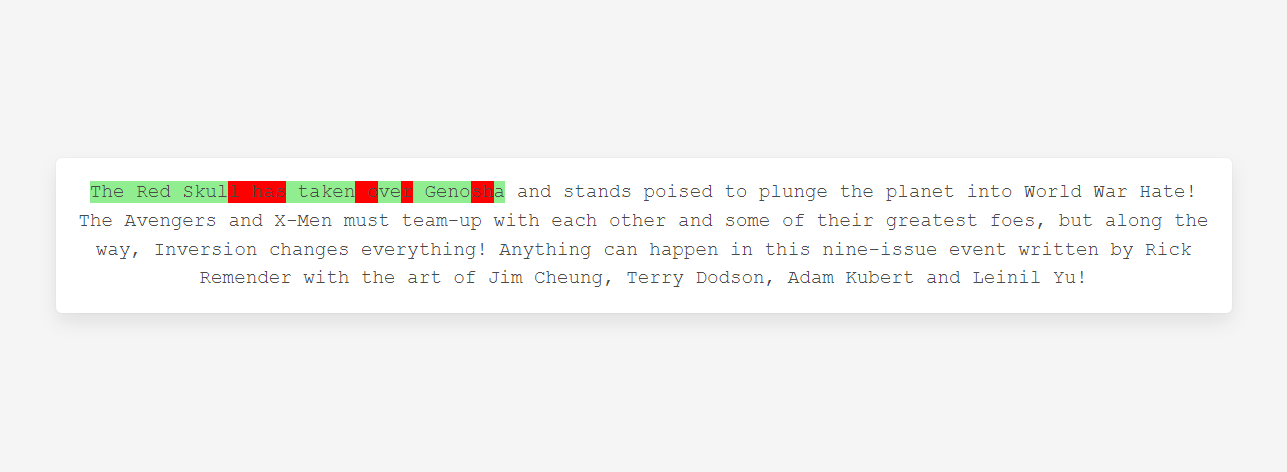 The Red Skull has taken over Genosha and stands poised to plunge the planet into World War Hate!
The Avengers and X-Men must team-up with each other and some of their greatest foes, but along the
way, Inversion changes everything! Anything can happen in this nine-issue event written by Rick
Remender with the art of Jim Cheung, Terry Dodson, Adam Kubert and Leinil Yu!